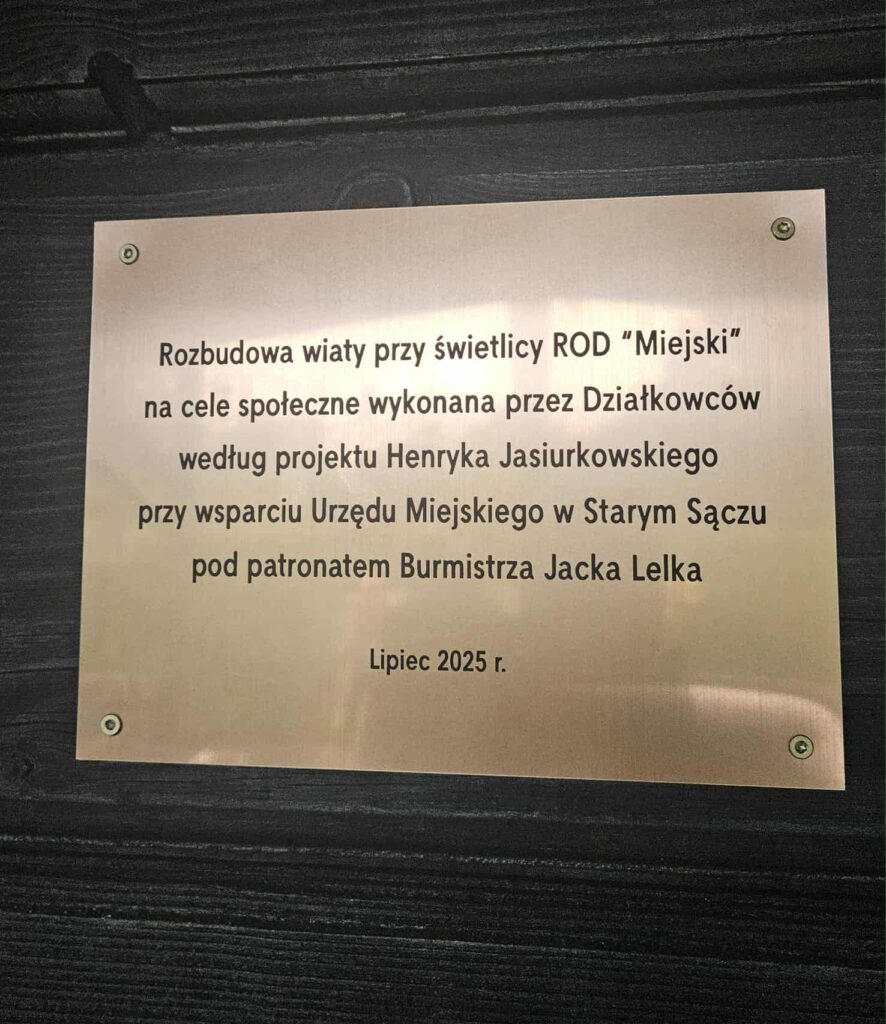 Rozbudowa wiaty przy świetlicy ROD “Miejski”
na cele społeczne wykonana przez Działkowców
według projektu Henryka Jasiurkowskiego
przy wsparciu Urzędu Miejskiego w Starym Sączu
pod patronatem Burmistrza Jacka Lelka
Lipiec 2025 r.